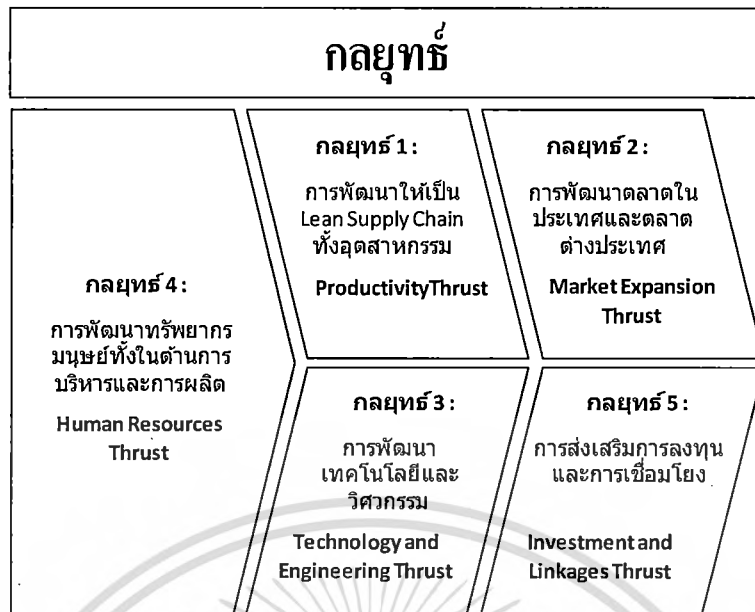 กลยุทธ์
กลยุทธ์ 4 :
การพัฒนาทรัพยากร
มนุษย์ทั้งในด้านการ
บริหารและการผลิต
Human Resources
Thrust
กลยุทธ์ 1 :
การพัฒนาให้เป็น
Lean Supply Chain
ทั้งอุตสาหกรรม
ProductivityThrust
กลยุทธ์ 2 :
การพัฒนาตลาดใน
ประเทศและตลาด
ต่างประเทศ
Market Expansion
Thrust
กลยุทธ์ 3 :
การพัฒนา
เทคโนโลยีและ
วิศวกรรม
Technology and
Engineering Thrust
กลยุทธ์ 5 :
การส่งเสริมการลงทุน
และการเชื่อมโยง
Investment and
Linkages Thrust